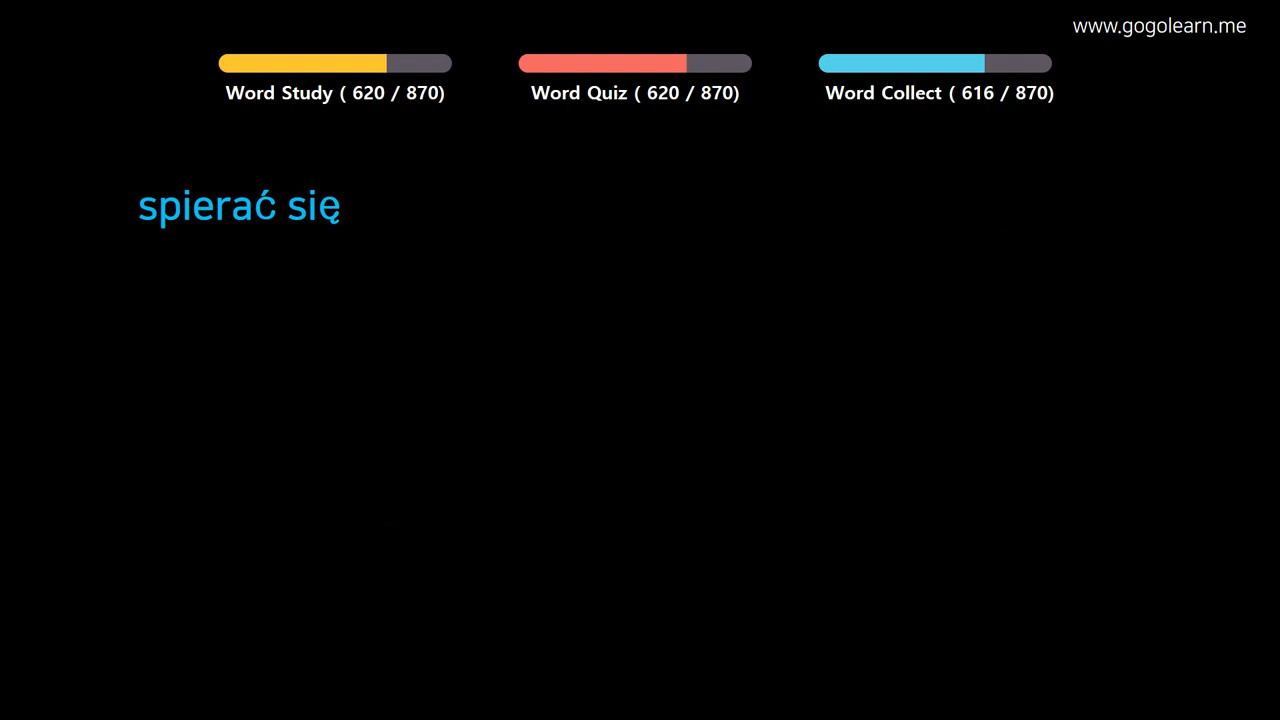 www.gogolearn.me
Word Study ( 620 / 870)
Word Quiz ( 620 / 870)
Word Collect ( 616 / 870)
spierać się